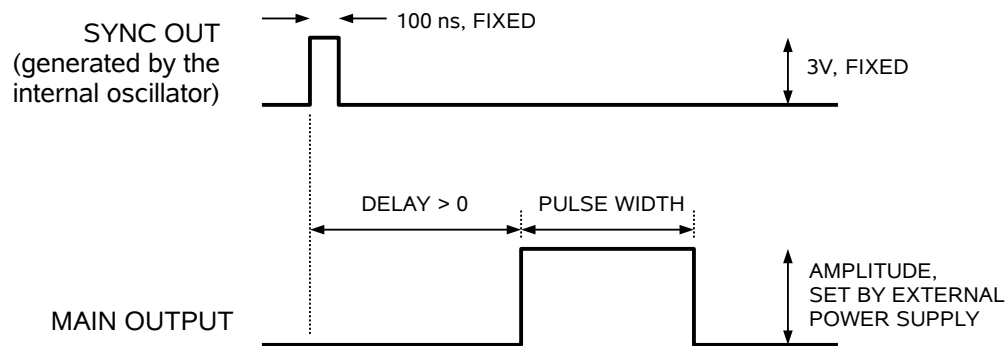 100 ns, FIXED
SYNC OUT
(generated by the
internal oscillator)
3V, FIXED
DELAY > 0
PULSE WIDTH
AMPLITUDE,
SET BY EXTERNAL
POWER SUPPLY
MAIN OUTPUT